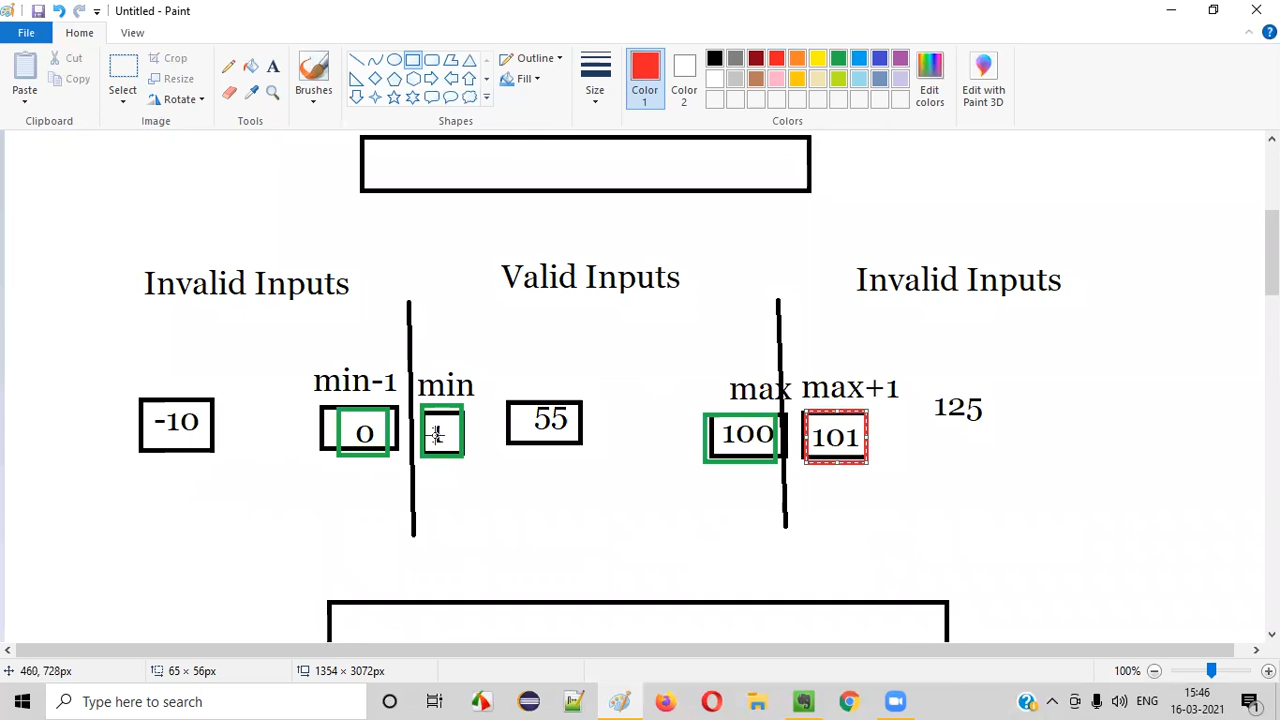 Untitled - Paint
File
Home
View
Paste
Cut
Copy
Clipboard
Select
Crop
Resize
Rotate
Image
A
Tools
Brushes
Outline
Fill
Shapes
Size
Color
1
Color
2
Edit
colors
Edit with
Paint 3D
Colors
Invalid Inputs
Valid Inputs
Invalid Inputs
min-1
min
max
max+1
-10
0
55
100
101
125
460, 728px
65 × 56px
1354 × 3072px
100%
Type here to search
ENG
15:46
16-03-2021